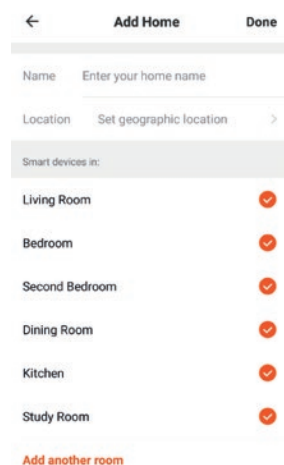 ← Add Home Done
Name Enter your home name
Location Set geographic location >
Smart devices in:
Living Room
Bedroom
Second Bedroom
Dining Room
Kitchen
Study Room
Add another room